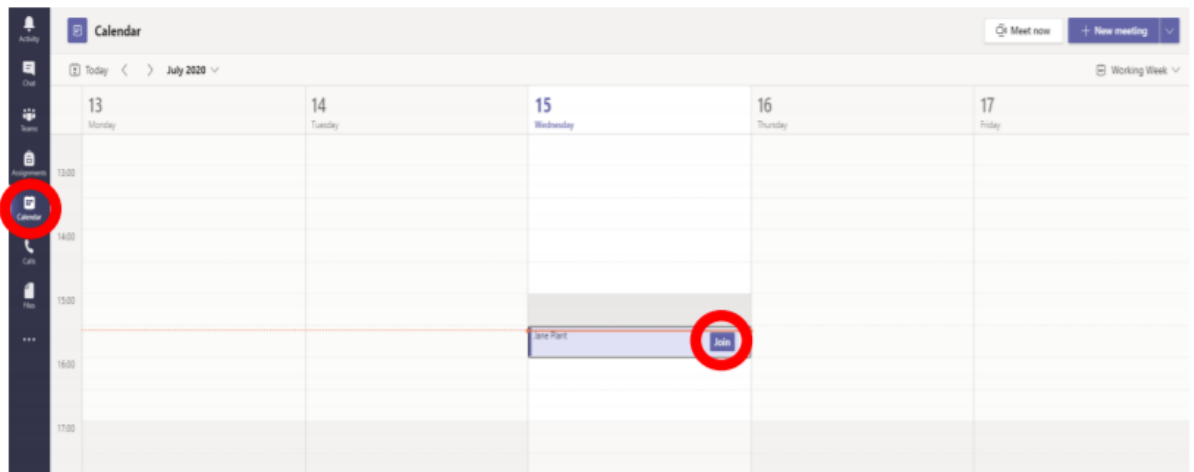 Activity
Chat
Teams
Assignments
Calendar
Calls
Files
Calendar
Meet now
+ New meeting
Today
July 2020
Working Week
13
Monday
14
Tuesday
15
Wednesday
16
Thursday
17
Friday
13:00
14:00
15:00
Jane Plant
Join
16:00
17:00